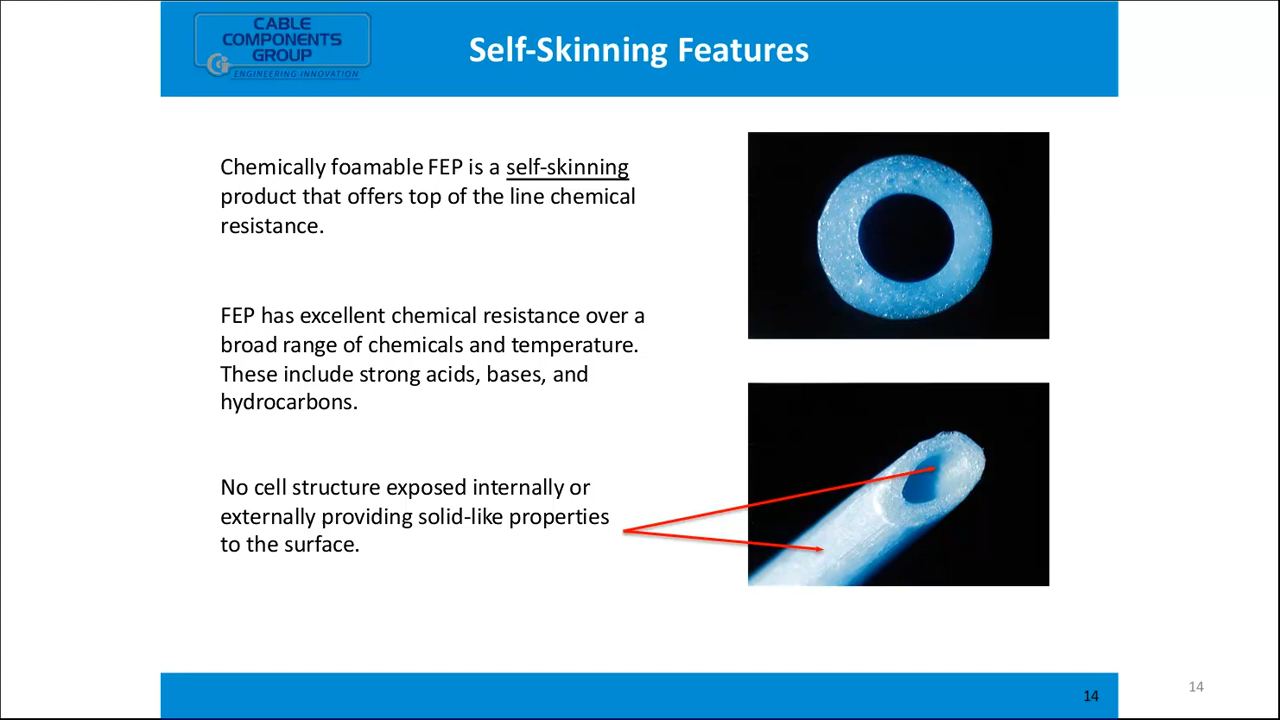 CABLE
COMPONENTS
GROUP
ENGINEERING INNOVATION
Self-Skinning Features
Chemically foamable FEP is a self-skinning
product that offers top of the line chemical
resistance.
FEP has excellent chemical resistance over a
broad range of chemicals and temperature.
These include strong acids, bases, and
hydrocarbons.
No cell structure exposed internally or
externally providing solid-like properties
to the surface.
14
14